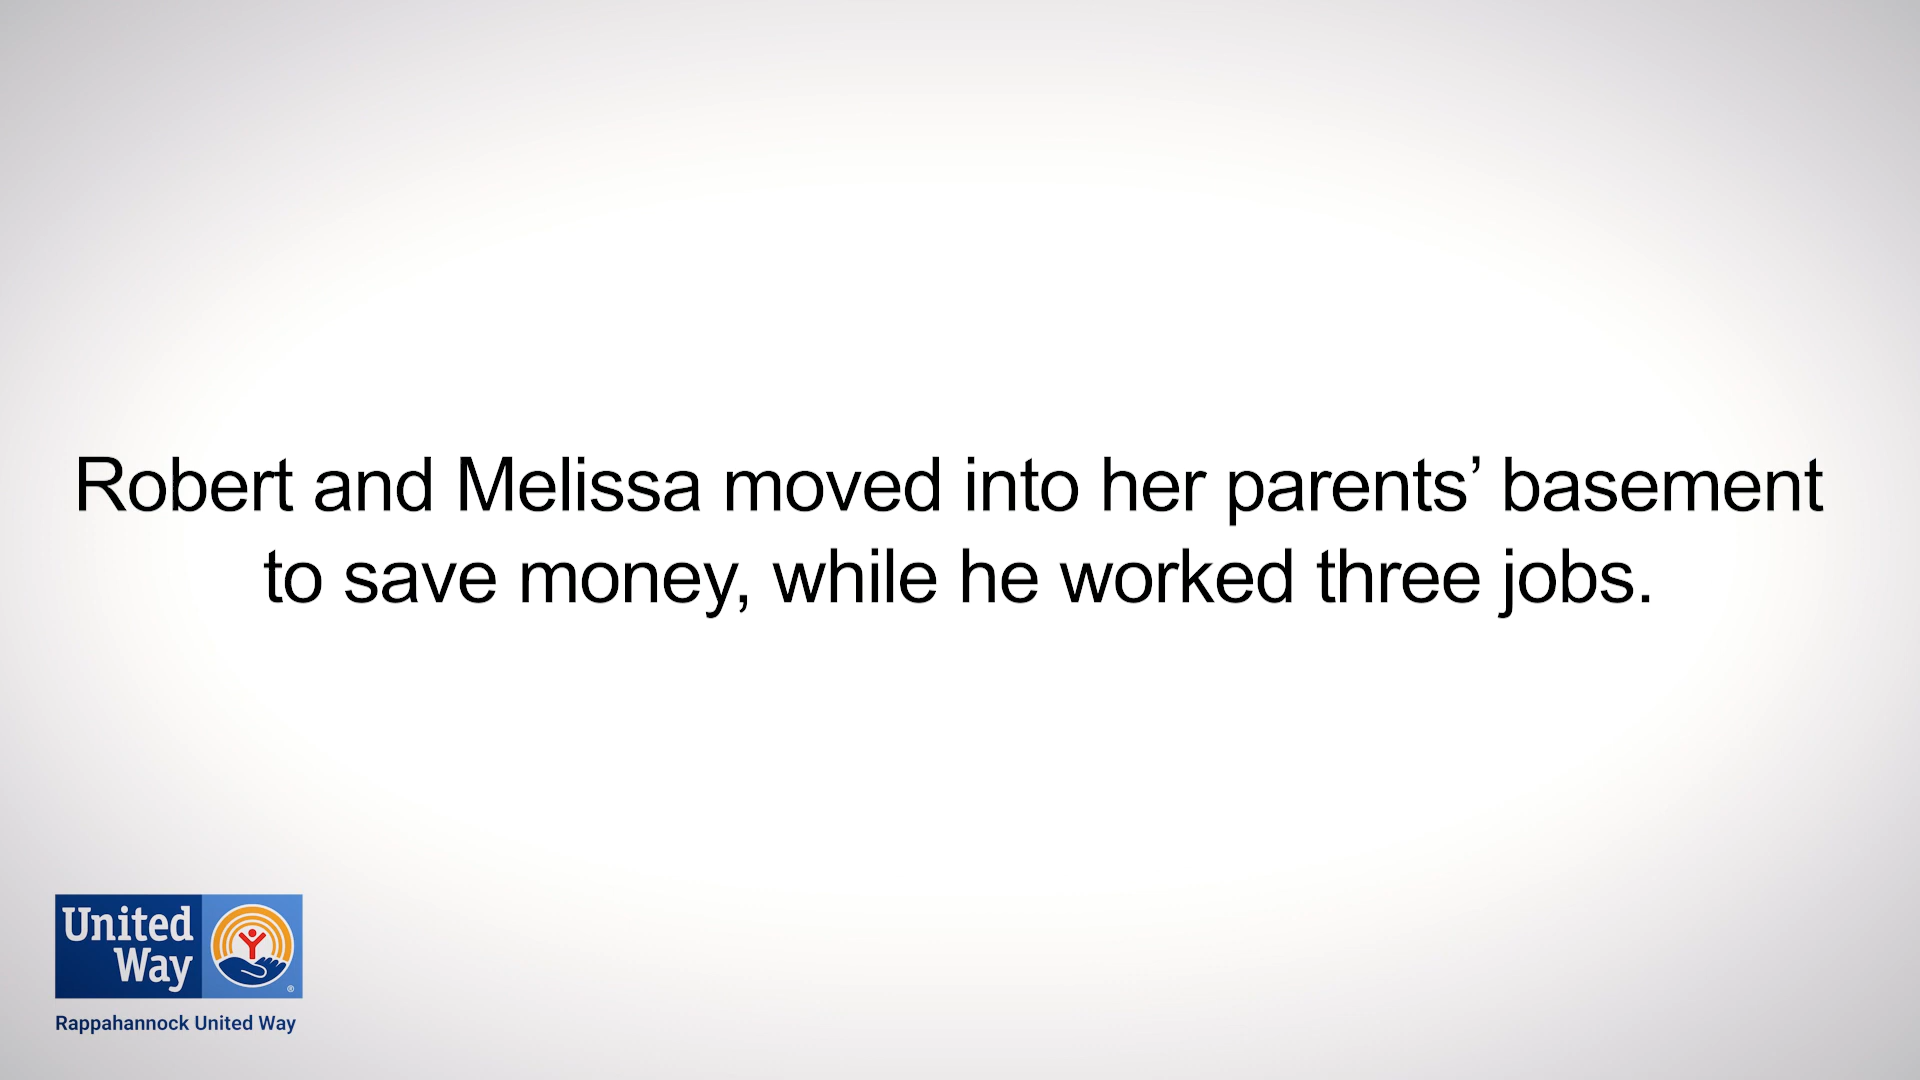 Robert and Melissa moved into her parents’ basement
to save money, while he worked three jobs.
United
Way
®
Rappahannock United Way